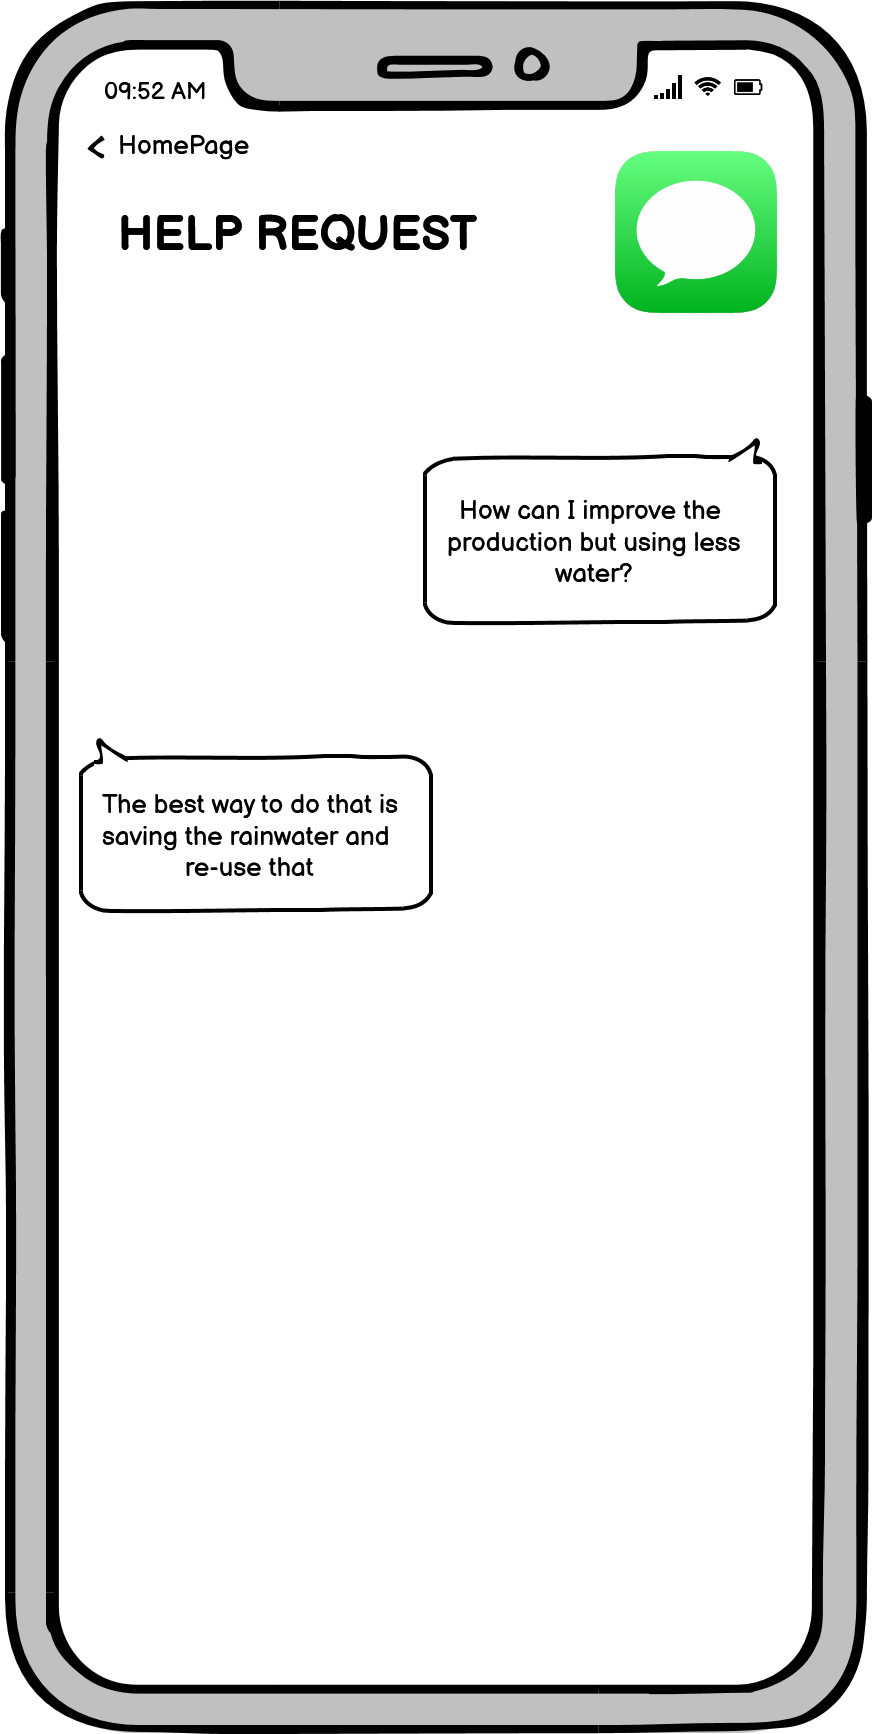 09:52 AM
HomePage
HELP REQUEST
How can I improve the
production but using less
water?
The best way to do that is
saving the rainwater and
re-use that